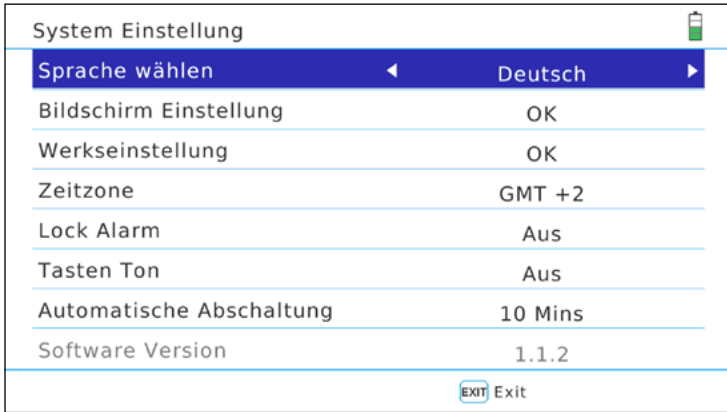 System Einstellung
Sprache wählen Deutsch
Bildschirm Einstellung OK
Werkseinstellung OK
Zeitzone GMT +2
Lock Alarm Aus
Tasten Ton Aus
Automatische Abschaltung 10 Mins
Software Version 1.1.2
EXIT Exit